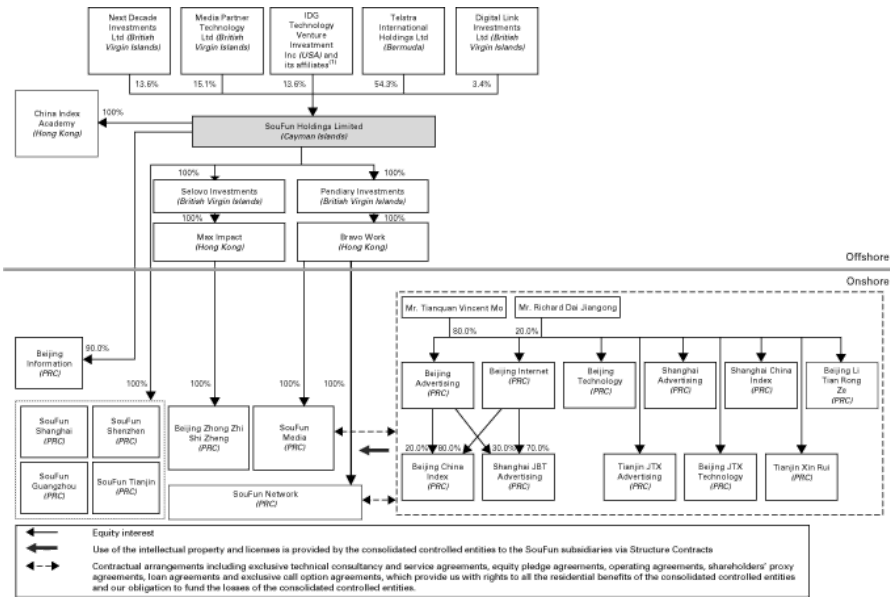 Next Decade
Investments
Ltd (British
Virgin Islands)
Media Partner
Technology
Ltd (British
Virgin Islands)
IDG
Technology
Venture
Investment
Inc (USA) and
its affiliates(1)
Telstra
International
Holdings Ltd
(Bermuda)
Digital Link
Investments
Ltd (British
Virgin Islands)
13.6%
15.1%
13.6%
54.3%
3.4%
China Index
Academy
(Hong Kong)
100%
SouFun Holdings Limited
(Cayman Islands)
100%
100%
Selovo Investments
(British Virgin Islands)
Pendiary Investments
(British Virgin Islands)
100%
100%
Max Impact
(Hong Kong)
Bravo Work
(Hong Kong)
Offshore
Onshore
Mr. Tianquan Vincent Mo
Mr. Richard Dai Jiangong
80.0%
20.0%
Beijing
Information
(PRC)
90.0%
Beijing
Advertising
(PRC)
Beijing Internet
(PRC)
Beijing
Technology
(PRC)
Shanghai
Advertising
(PRC)
Shanghai China
Index
(PRC)
Beijing Li
Tian Rong
Ze
(PRC)
100%
100%
100%
100%
SouFun
Shanghai
(PRC)
SouFun
Shenzhen
(PRC)
Beijing Zhong Zhi
Shi Zheng
(PRC)
SouFun
Media
(PRC)
20.0%
80.0%
30.0%
70.0%
SouFun
Guangzhou
(PRC)
SouFun Tianjin
(PRC)
SouFun Network
(PRC)
Beijing China
Index
(PRC)
Shanghai JBT
Advertising
(PRC)
Tianjin JTX
Advertising
(PRC)
Beijing JTX
Technology
(PRC)
Tianjin Xin Rui
(PRC)
Equity interest
Use of the intellectual property and licenses is provided by the consolidated controlled entities to the SouFun subsidiaries via Structure Contracts
Contractual arrangements including exclusive technical consultancy and service agreements, equity pledge agreements, operating agreements, shareholders' proxy
agreements, loan agreements and exclusive call option agreements, which provide us with rights to all the residential benefits of the consolidated controlled entities
and our obligation to fund the losses of the consolidated controlled entities.